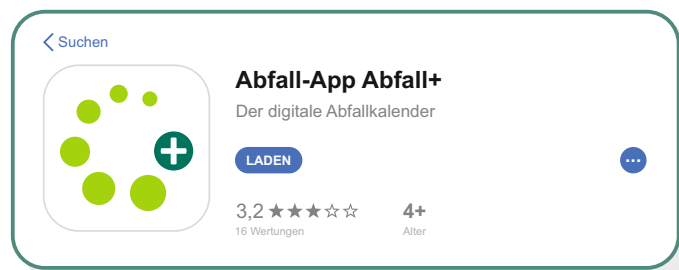 Suchen
Abfall-App Abfall+
Der digitale Abfallkalender
LADEN
3,2 ★★★☆☆ 4+
16 Wertungen Alter